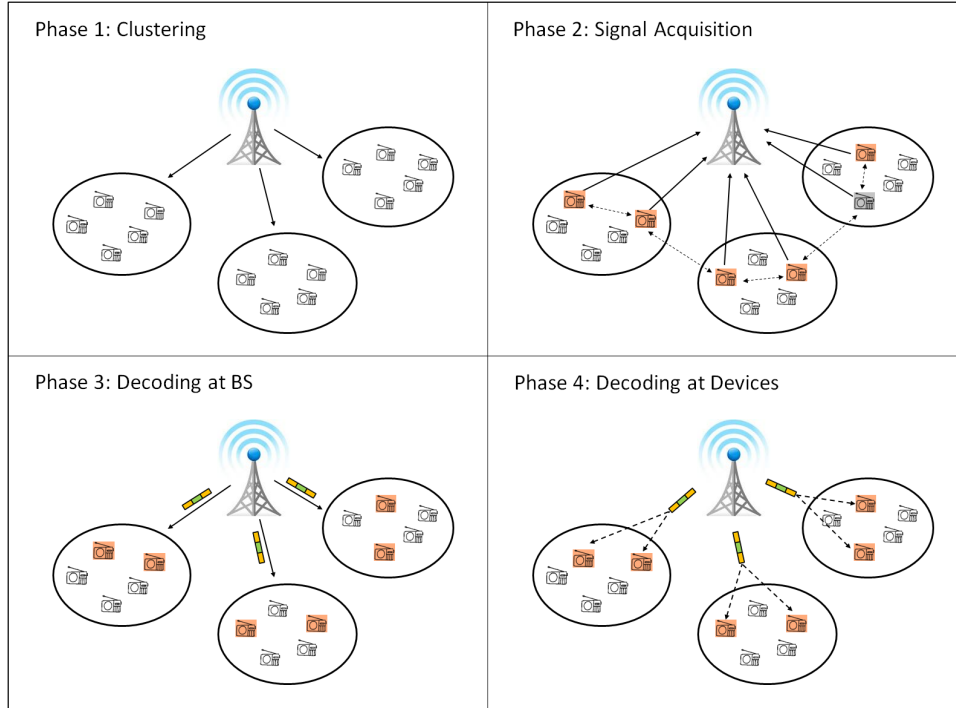 Phase 1: Clustering
Phase 2: Signal Acquisition
Phase 3: Decoding at BS
Phase 4: Decoding at Devices